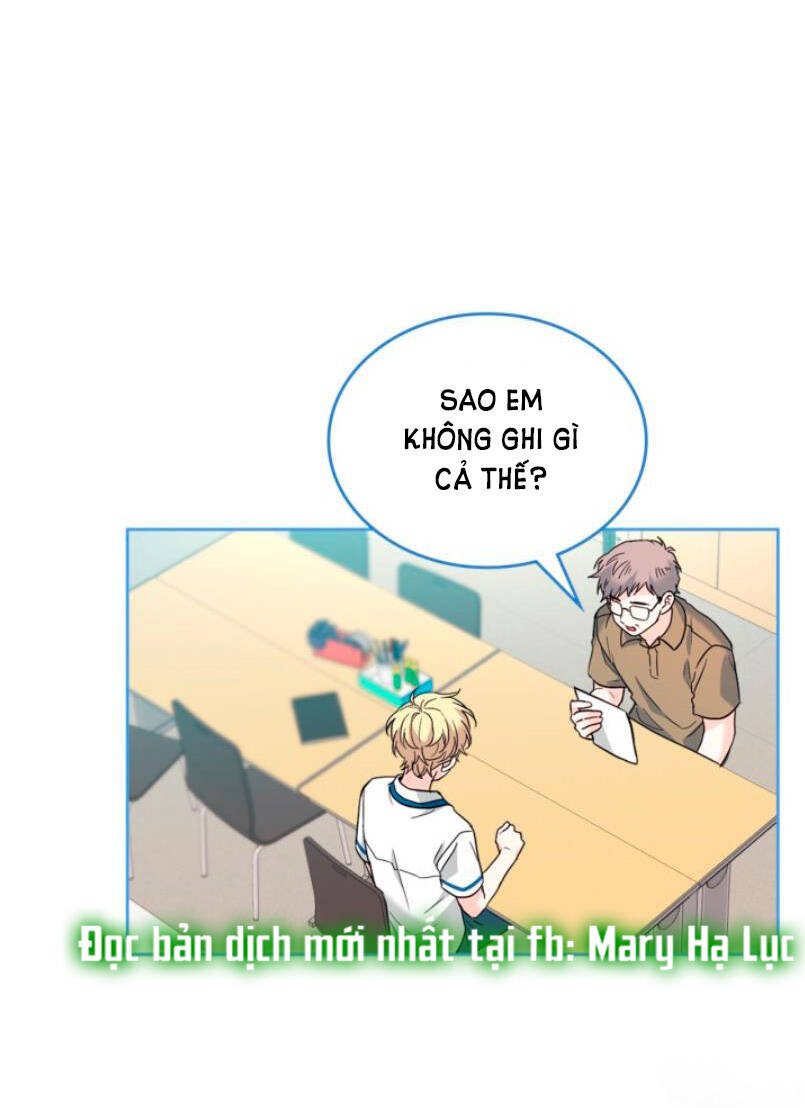 SAO EM
KHÔNG GHI GÌ
CẢ THẾ?
Đọc bản dịch mới nhất tại fb: Mary Hạ Lục